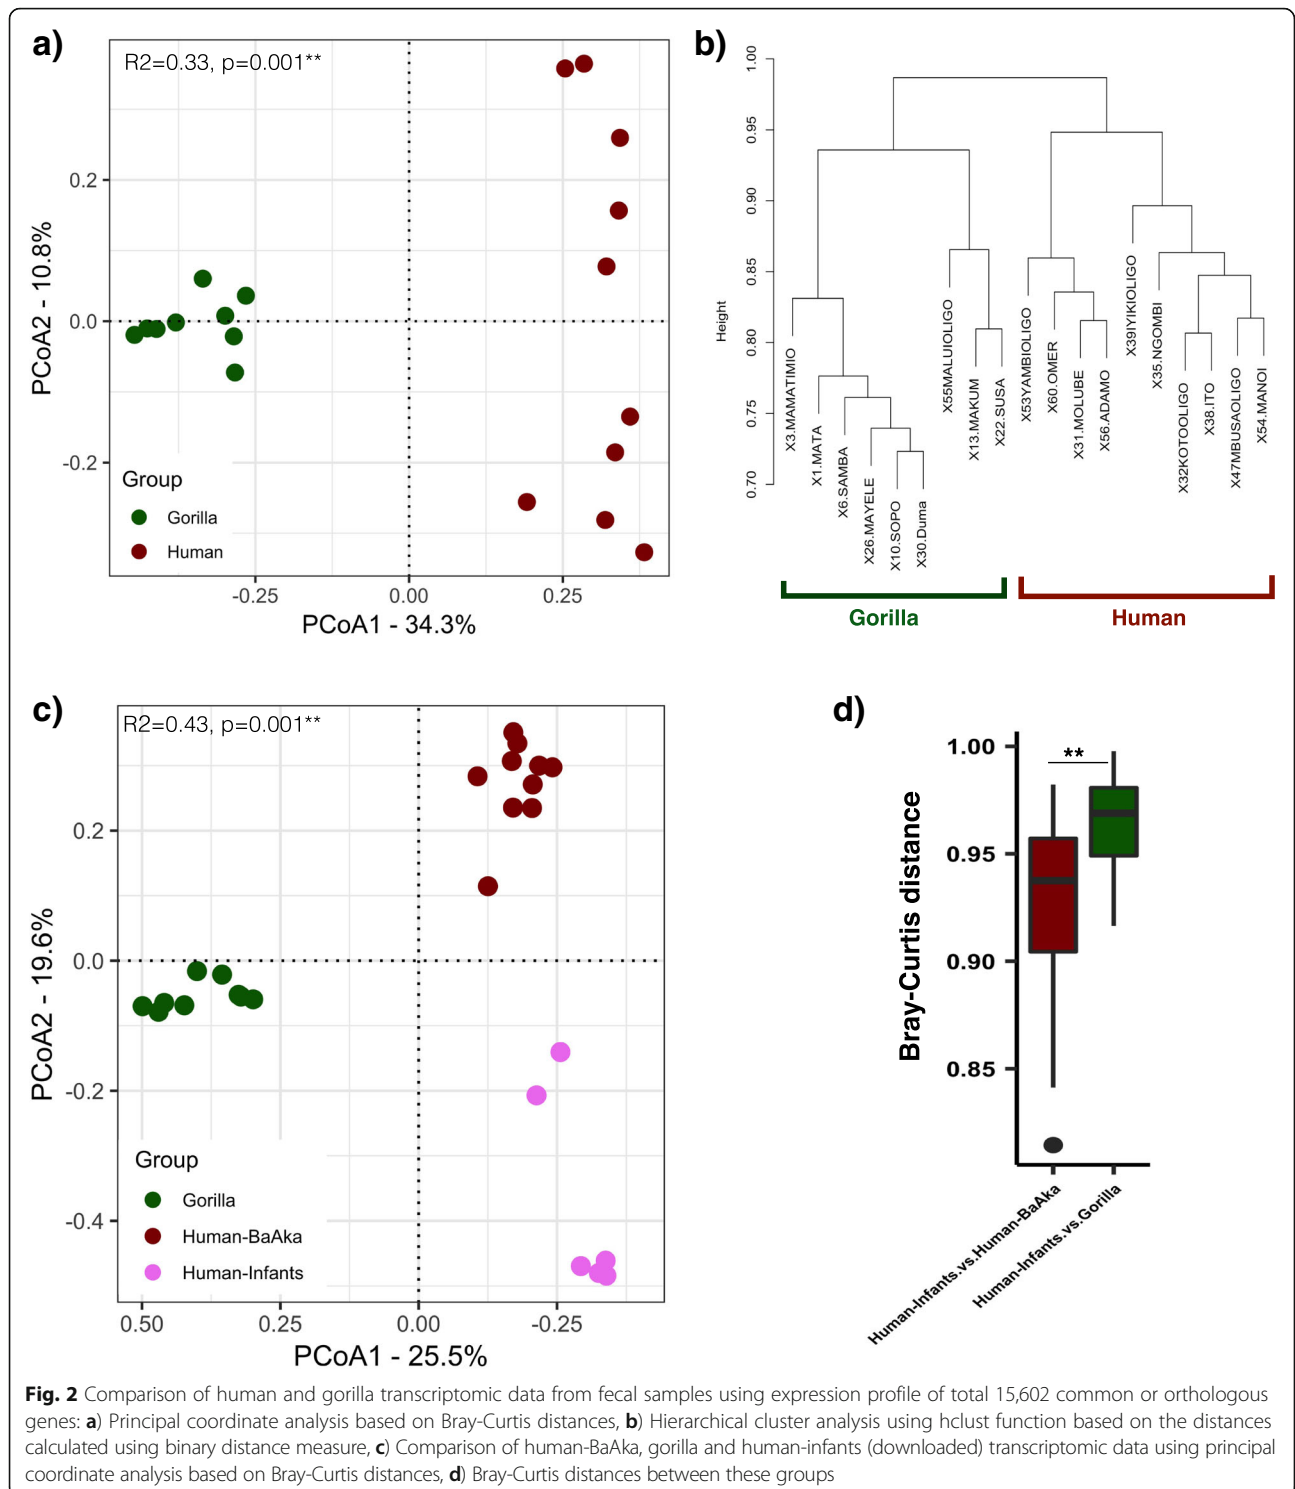 a)
R2=0.33, p=0.001**
PCoA2 - 10.8%
0.2
0.0
-0.2
Group
Gorilla
Human
-0.25
0.00
0.25
PCoA1 - 34.3%
b)
Height
1.00
0.95
0.90
0.85
0.80
0.75
0.70
X3.MAMATIMIO
X1.MATA
X6.SAMBA
X26.MAYELE
X10.SOPO
X30.Duma
X55MALUIOLIGO
X13.MAKUM
X22.SUSA
X53YAMBIOLIGO
X60.OMER
X31.MOLUBE
X56.ADAMO
X39IYIKIOLIGO
X35.NGOMBI
X32KOTOOLIGO
X38.ITO
X47MBUSAOLIGO
X54.MANOI
Gorilla
Human
c)
R2=0.43, p=0.001**
PCoA2 - 19.6%
0.2
0.0
-0.2
-0.4
Group
Gorilla
Human-BaAka
Human-Infants
0.50
0.25
0.00
-0.25
PCoA1 - 25.5%
d)
Bray-Curtis distance
1.00
0.95
0.90
0.85
**
Human-Infants.vs.Human-BaAka
Human-Infants.vs.Gorilla
Fig. 2 Comparison of human and gorilla transcriptomic data from fecal samples using expression profile of total 15,602 common or orthologous
genes: a) Principal coordinate analysis based on Bray-Curtis distances, b) Hierarchical cluster analysis using hclust function based on the distances
calculated using binary distance measure, c) Comparison of human-BaAka, gorilla and human-infants (downloaded) transcriptomic data using principal
coordinate analysis based on Bray-Curtis distances, d) Bray-Curtis distances between these groups